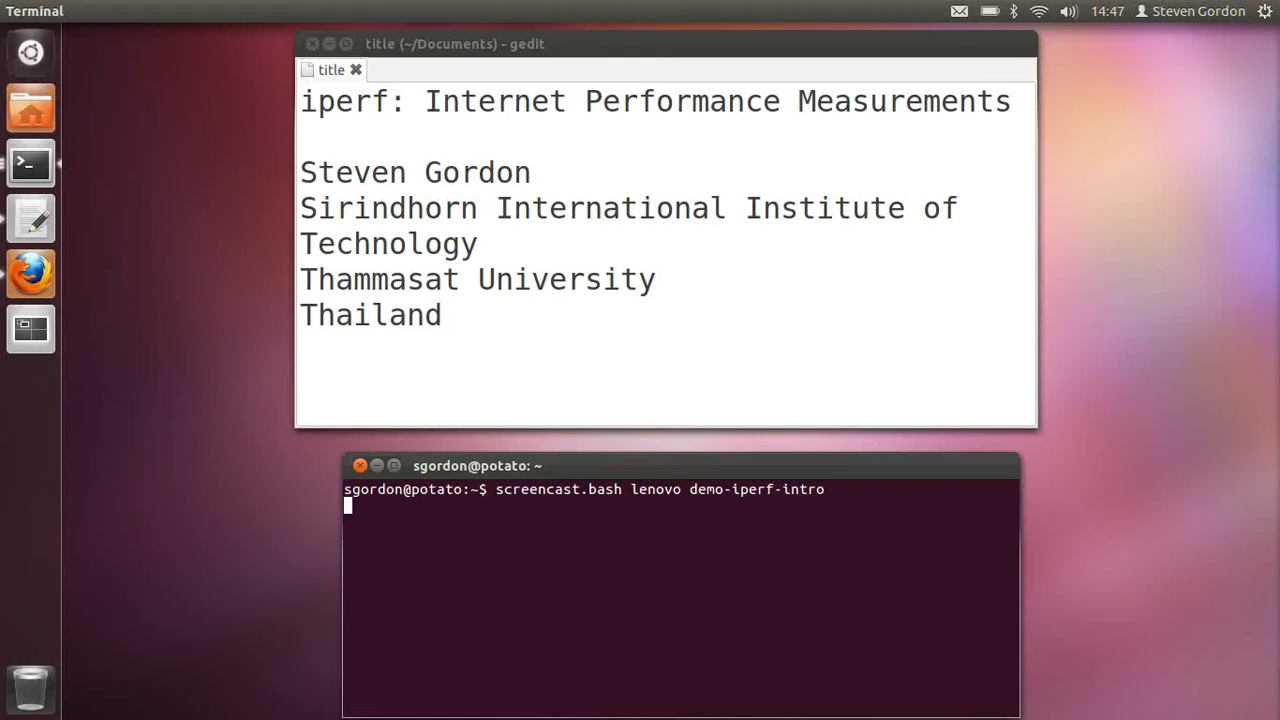 Terminal
14:47
Steven Gordon
title (~/Documents) - gedit
title
iperf: Internet Performance Measurements
Steven Gordon
Sirindhorn International Institute of
Technology
Thammasat University
Thailand
sgordon@potato: ~
sgordon@potato:~$ screencast.bash lenovo demo-iperf-intro